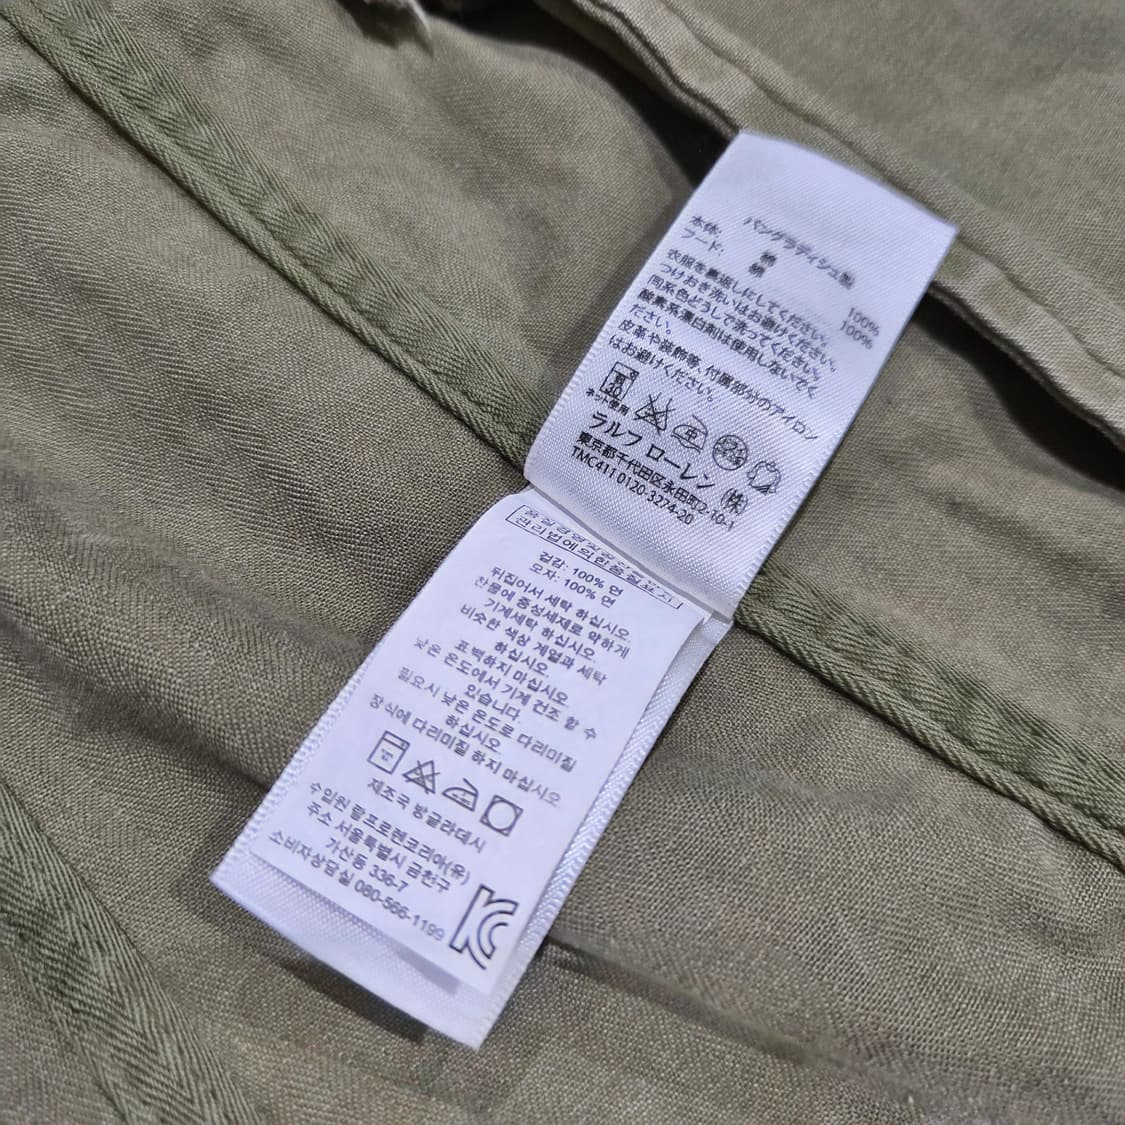 バングラディシュ製
本体: 綿 100%
フード: 綿 100%
衣服を裏返しにしてください。
つけおき洗いはお避けください。
同系色どうしで洗ってください。
酸素系漂白剤は使用しないでく
ださい。
皮革や装飾等、付属部分のアイロン
はお避けください。
ネット使用
中
ラルフ ローレン (株)
東京都千代田区永田町2-10-1
TMC411 0120-3274-20
관리법에의한품질표시
겉감: 100% 면
모자: 100% 면
뒤집어서 세탁 하십시오.
찬물에 중성세제로 약하게
기계세탁 하십시오.
비슷한 색상 계열과 세탁
하십시오.
표백하지 마십시오.
낮은 온도에서 기계 건조 할 수
있습니다.
필요시 낮은 온도로 다리미질
하십시오.
장식에 다리미질 하지 마십시오
제조국 방글라데시
수입원 랄프로렌코리아(유)
주소 서울특별시 금천구
가산동 336-7
소비자상담실 080-566-1199